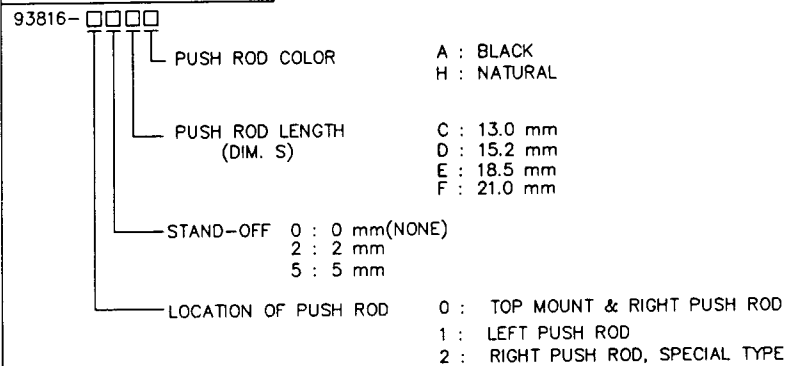 93816-□□□□
PUSH ROD COLOR A : BLACK
H : NATURAL
PUSH ROD LENGTH C : 13.0 mm
(DIM. S) D : 15.2 mm
E : 18.5 mm
F : 21.0 mm
STAND-OFF 0 : 0 mm(NONE)
2 : 2 mm
5 : 5 mm
LOCATION OF PUSH ROD 0 : TOP MOUNT & RIGHT PUSH ROD
1 : LEFT PUSH ROD
2 : RIGHT PUSH ROD, SPECIAL TYPE